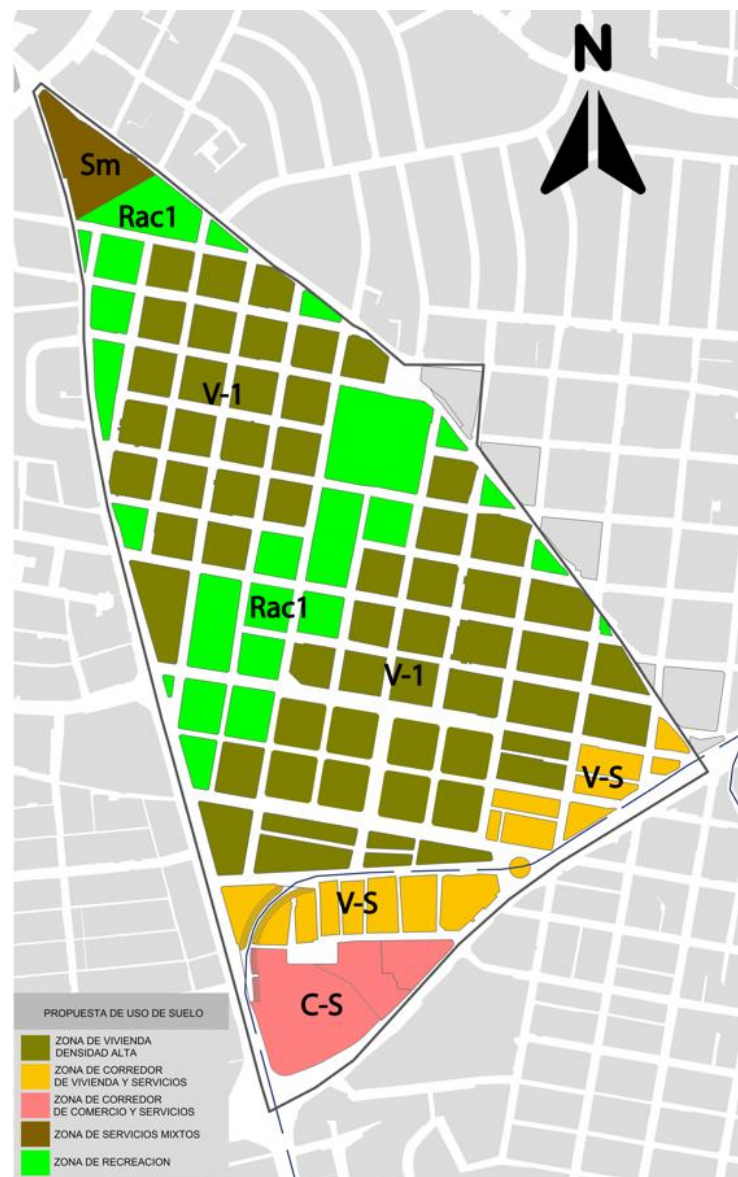 N
Sm
Rac1
V-1
Rac1
V-1
V-S
V-S
C-S
PROPUESTA DE USO DE SUELO
ZONA DE VIVIENDA
DENSIDAD ALTA
ZONA DE CORREDOR
DE VIVIENDA Y SERVICIOS
ZONA DE CORREDOR
DE COMERCIO Y SERVICIOS
ZONA DE SERVICIOS MIXTOS
ZONA DE RECREACION